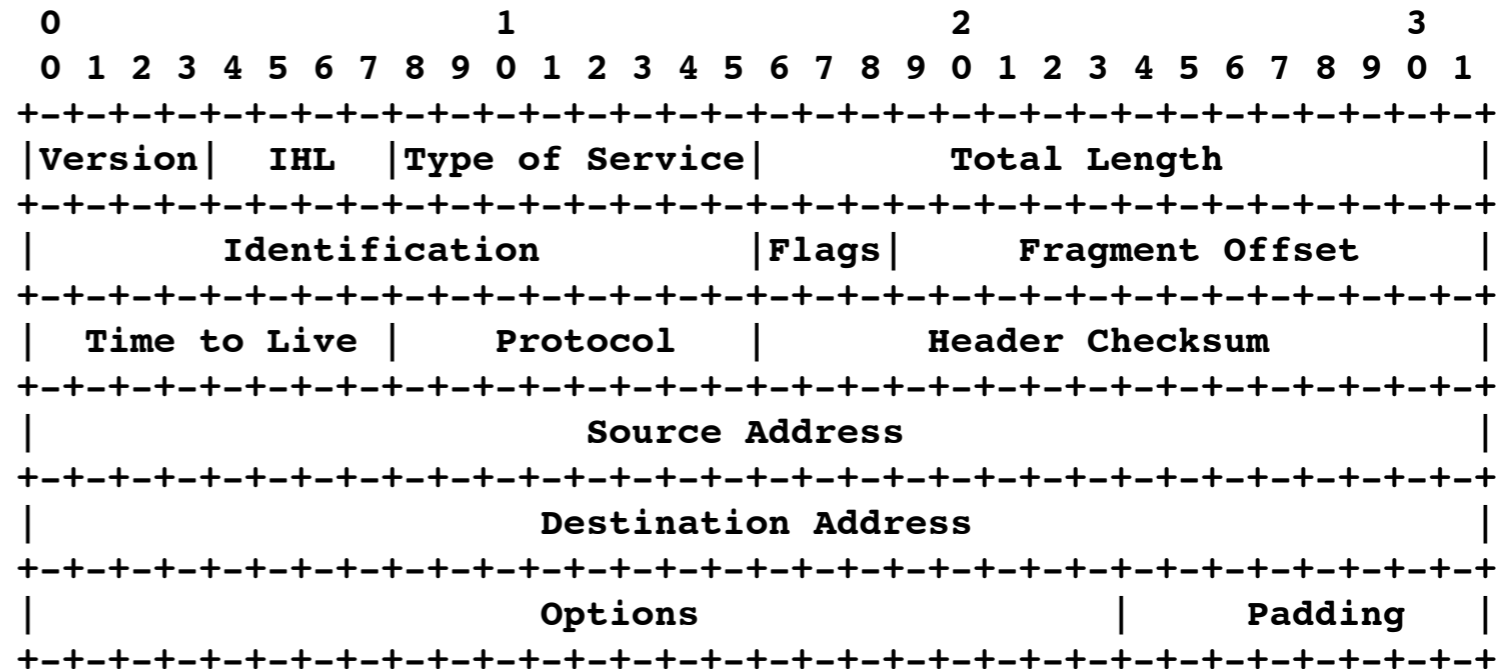 0                   1                   2                   3
 0 1 2 3 4 5 6 7 8 9 0 1 2 3 4 5 6 7 8 9 0 1 2 3 4 5 6 7 8 9 0 1
+-+-+-+-+-+-+-+-+-+-+-+-+-+-+-+-+-+-+-+-+-+-+-+-+-+-+-+-+-+-+-+-+
|Version|  IHL  |Type of Service|        Total Length           |
+-+-+-+-+-+-+-+-+-+-+-+-+-+-+-+-+-+-+-+-+-+-+-+-+-+-+-+-+-+-+-+-+
|        Identification         |Flags|     Fragment Offset     |
+-+-+-+-+-+-+-+-+-+-+-+-+-+-+-+-+-+-+-+-+-+-+-+-+-+-+-+-+-+-+-+-+
|  Time to Live |    Protocol   |       Header Checksum         |
+-+-+-+-+-+-+-+-+-+-+-+-+-+-+-+-+-+-+-+-+-+-+-+-+-+-+-+-+-+-+-+-+
|                        Source Address                         |
+-+-+-+-+-+-+-+-+-+-+-+-+-+-+-+-+-+-+-+-+-+-+-+-+-+-+-+-+-+-+-+-+
|                      Destination Address                      |
+-+-+-+-+-+-+-+-+-+-+-+-+-+-+-+-+-+-+-+-+-+-+-+-+-+-+-+-+-+-+-+-+
|                      Options                  |     Padding   |
+-+-+-+-+-+-+-+-+-+-+-+-+-+-+-+-+-+-+-+-+-+-+-+-+-+-+-+-+-+-+-+-+